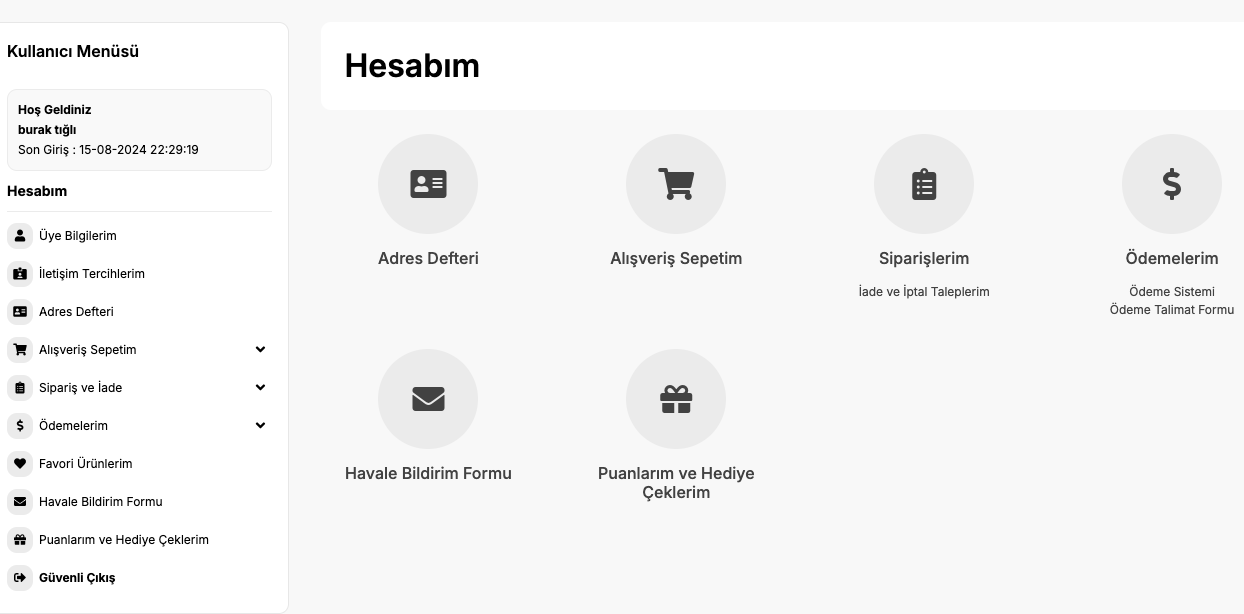 Kullanıcı Menüsü
Hoş Geldiniz
burak tığlı
Son Giriş : 15-08-2024 22:29:19
Hesabım
Üye Bilgilerim
İletişim Tercihlerim
Adres Defteri
Alışveriş Sepetim
Sipariş ve İade
Ödemelerim
Favori Ürünlerim
Havale Bildirim Formu
Puanlarım ve Hediye Çeklerim
Güvenli Çıkış
Hesabım
Adres Defteri
Alışveriş Sepetim
Siparişlerim
İade ve İptal Taleplerim
Ödemelerim
Ödeme Sistemi
Ödeme Talimat Formu
Havale Bildirim Formu
Puanlarım ve Hediye
Çeklerim